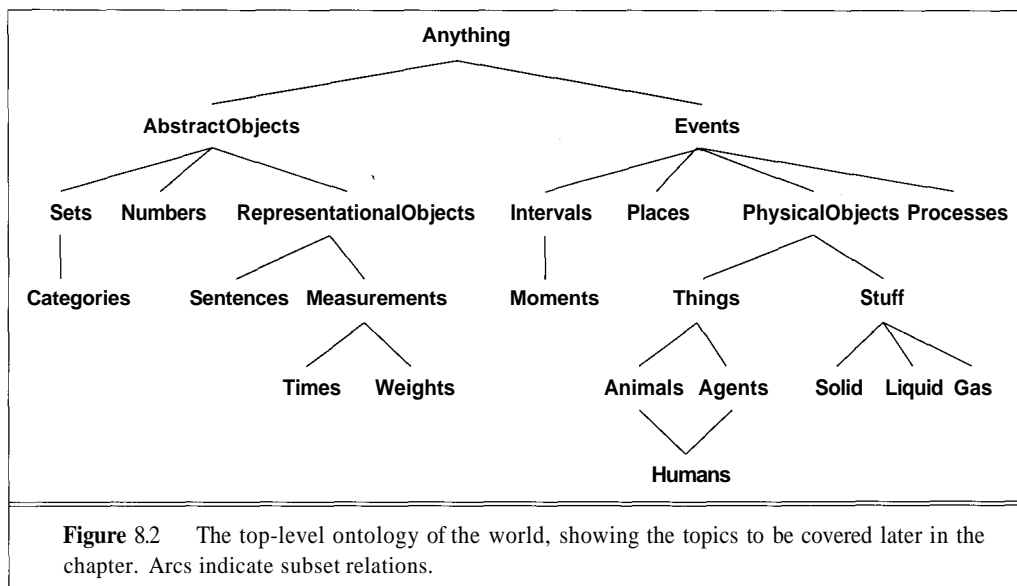 Anything
AbstractObjects Events
Sets Numbers RepresentationalObjects Intervals Places PhysicalObjects Processes
Categories Sentences Measurements Moments Things Stuff
Times Weights Animals Agents Solid Liquid Gas
Humans
Figure 8.2 The top-level ontology of the world, showing the topics to be covered later in the
chapter. Arcs indicate subset relations.